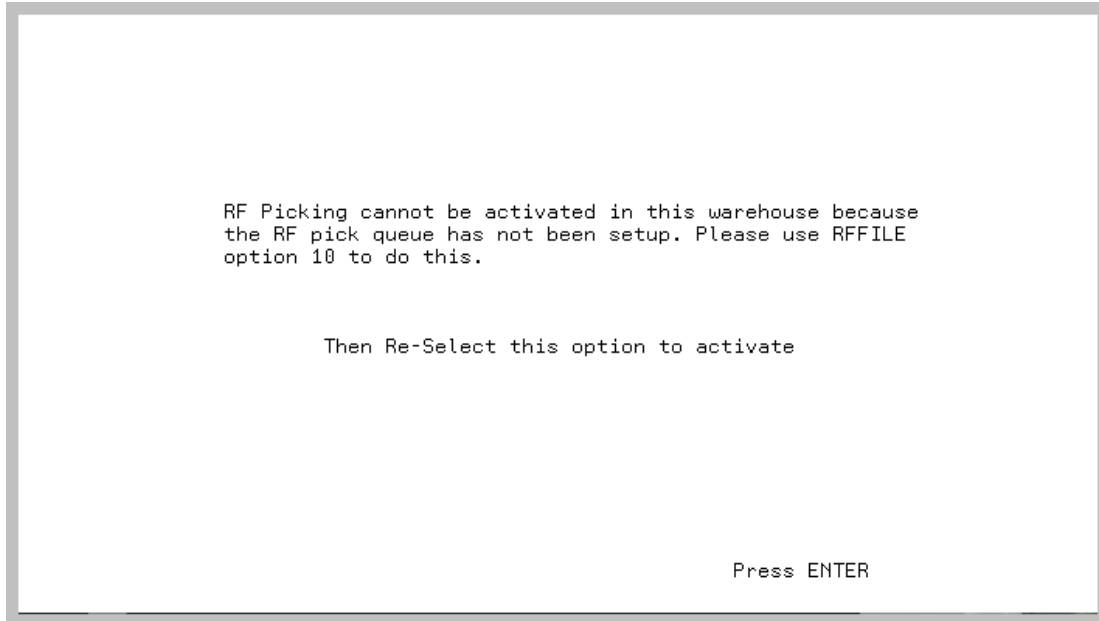 RF Picking cannot be activated in this warehouse because
the RF pick queue has not been setup. Please use RFFILE
option 10 to do this.
Then Re-Select this option to activate
Press ENTER